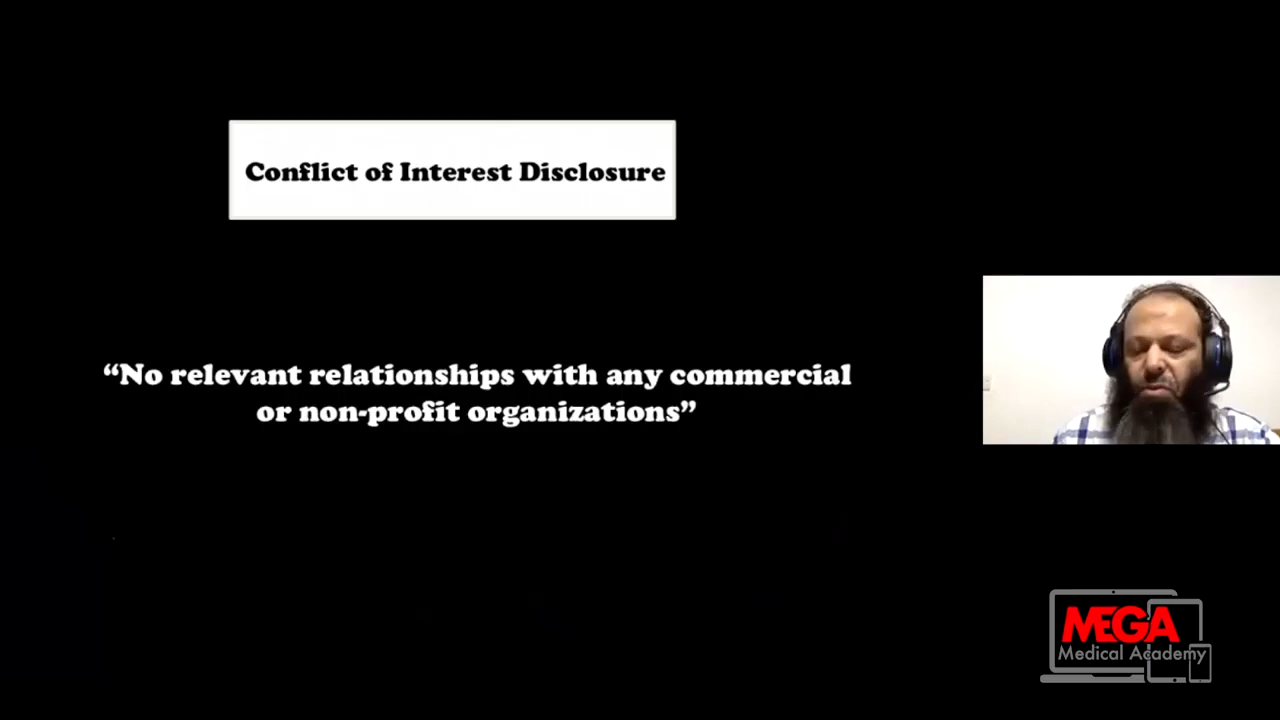 Conflict of Interest Disclosure
“No relevant relationships with any commercial
or non-profit organizations”
MEGA
Medical Academy